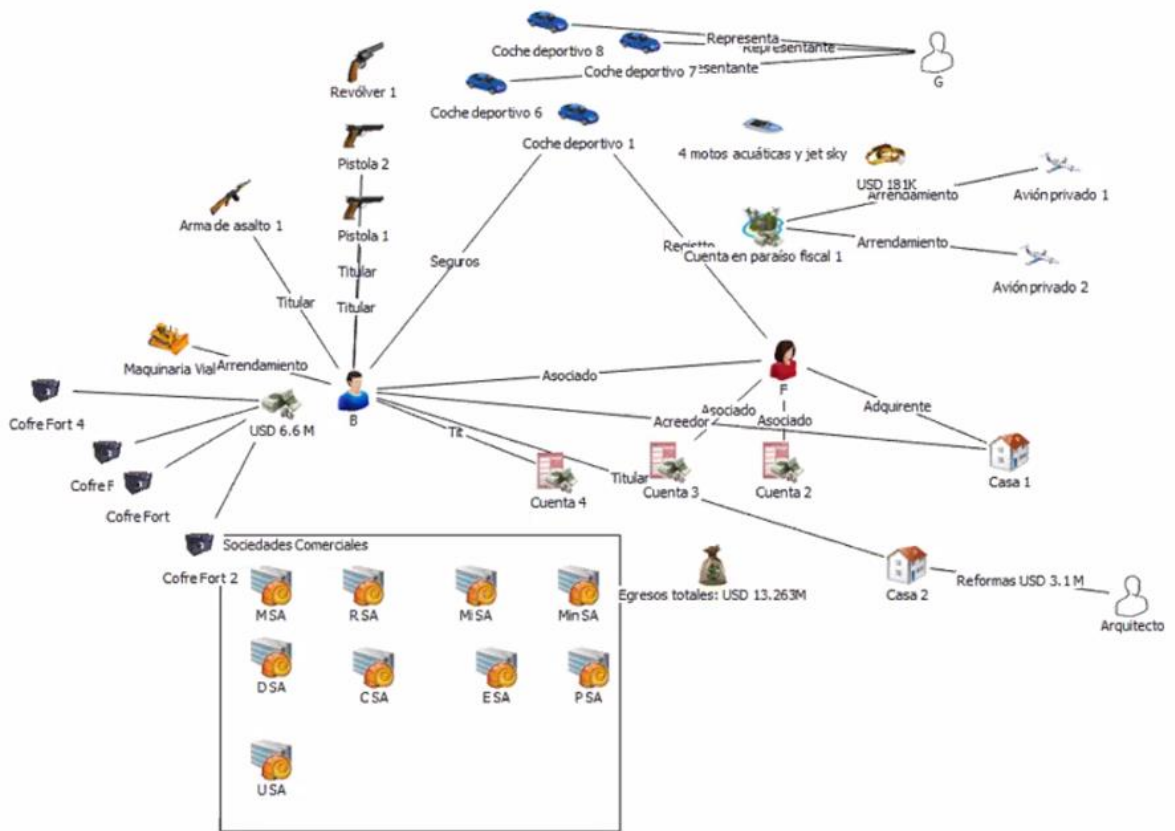 Representa
Representante
Coche deportivo 8
Coche deportivo 7
esentante
G
Revólver 1
Coche deportivo 6
Coche deportivo 1
Pistola 2
4 motos acuáticas y jet sky
USD 181K
Arrendamiento
Avión privado 1
Arma de asalto 1
Pistola 1
Registro
Cuenta en paraíso fiscal 1
Arrendamiento
Seguros
Titular
Avión privado 2
Titular
Titular
Maquinaria Vial
Arrendamiento
Asociado
F
Cofre Fort 4
USD 6.6 M
B
Adquirente
Asociado
Acreedor
Asociado
Tit
Titular
Cofre F
Cuenta 4
Cuenta 3
Cuenta 2
Casa 1
Cofre Fort
Sociedades Comerciales
Cofre Fort 2
Egresos totales: USD 13.263M
Casa 2
Reformas USD 3.1 M
Arquitecto
M SA
R SA
Mi SA
Min SA
D SA
C SA
E SA
P SA
U SA